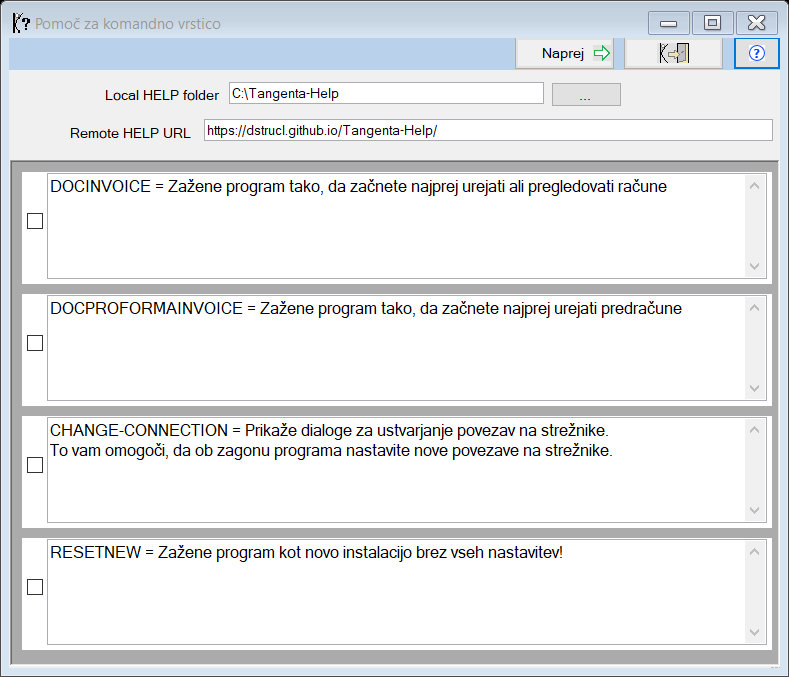 Pomoč za komandno vrstico
Naprej
Local HELP folder C:\Tangenta-Help ...
Remote HELP URL https://dstrucl.github.io/Tangenta-Help/
DOCINVOICE = Zažene program tako, da začnete najprej urejati ali pregledovati račune
DOCPROFORMAINVOICE = Zažene program tako, da začnete najprej urejati predračune
CHANGE-CONNECTION = Prikaže dialoge za ustvarjanje povezav na strežnike.
To vam omogoči, da ob zagonu programa nastavite nove povezave na strežnike.
RESETNEW = Zažene program kot novo instalacijo brez vseh nastavitev!